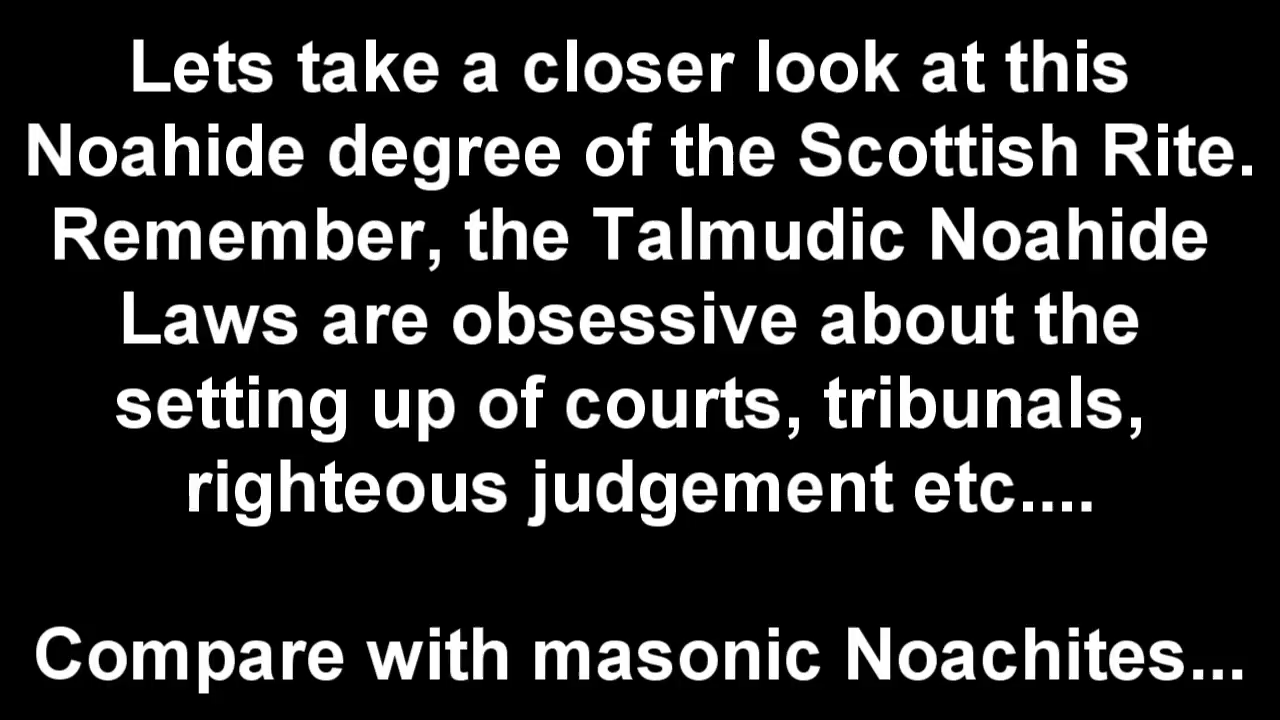 Lets take a closer look at this
Noahide degree of the Scottish Rite.
Remember, the Talmudic Noahide
Laws are obsessive about the
setting up of courts, tribunals,
righteous judgement etc....
Compare with masonic Noachites...